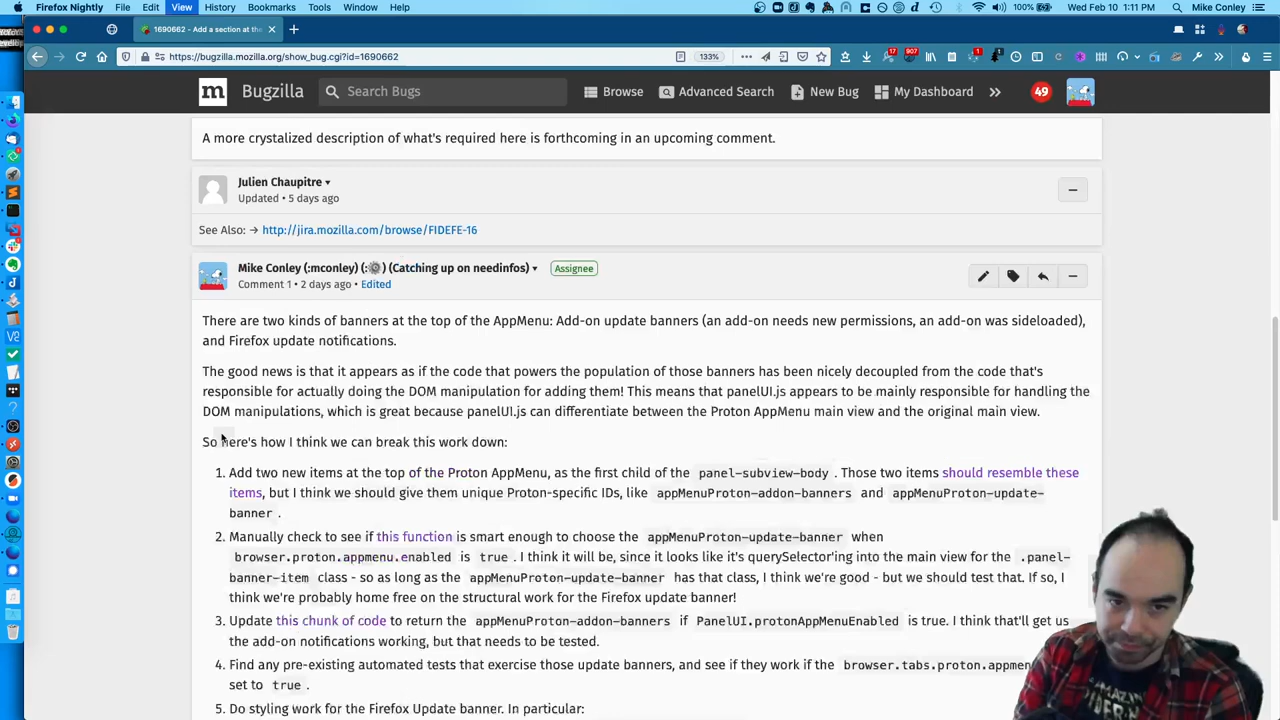 Firefox Nightly File Edit View History Bookmarks Tools Window Help 100% Wed Feb 10 1:11 PM Mike Conley
1690662 - Add a section at the
https://bugzilla.mozilla.org/show_bug.cgi?id=1690662 133% 17 907 1
m Bugzilla Search Bugs Browse Advanced Search New Bug My Dashboard 49
A more crystalized description of what's required here is forthcoming in an upcoming comment.
Julien Chaupitre
Updated • 5 days ago
See Also: → http://jira.mozilla.com/browse/FIDEFE-16
Mike Conley (:mconley) (:⚙️) (Catching up on needinfos) Assignee
Comment 1 • 2 days ago • Edited
There are two kinds of banners at the top of the AppMenu: Add-on update banners (an add-on needs new permissions, an add-on was sideloaded),
and Firefox update notifications.
The good news is that it appears as if the code that powers the population of those banners has been nicely decoupled from the code that's
responsible for actually doing the DOM manipulation for adding them! This means that panelUI.js appears to be mainly responsible for handling the
DOM manipulations, which is great because panelUI.js can differentiate between the Proton AppMenu main view and the original main view.
So here's how I think we can break this work down:
1. Add two new items at the top of the Proton AppMenu, as the first child of the panel-subview-body . Those two items should resemble these
items, but I think we should give them unique Proton-specific IDs, like appMenuProton-addon-banners and appMenuProton-update-
banner .
2. Manually check to see if this function is smart enough to choose the appMenuProton-update-banner when
browser.proton.appmenu.enabled is true . I think it will be, since it looks like it's querySelector'ing into the main view for the .panel-
banner-item class - so as long as the appMenuProton-update-banner has that class, I think we're good - but we should test that. If so, I
think we're probably home free on the structural work for the Firefox update banner!
3. Update this chunk of code to return the appMenuProton-addon-banners if PanelUI.protonAppMenuEnabled is true. I think that'll get us
the add-on notifications working, but that needs to be tested.
4. Find any pre-existing automated tests that exercise those update banners, and see if they work if the browser.tabs.proton.appmen
set to true .
5. Do styling work for the Firefox Update banner. In particular: